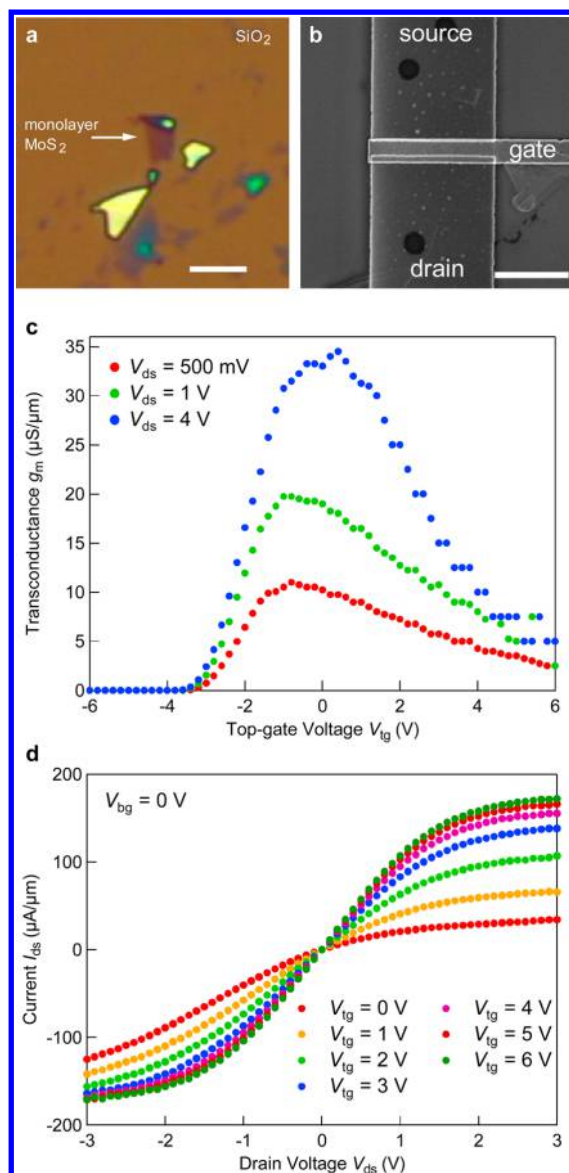 a
SiO2
monolayer
MoS2
b
source
gate
drain
c
Vds = 500 mV
Vds = 1 V
Vds = 4 V
Transconductance gm (µS/µm)
35
30
25
20
15
10
5
0
-6
-4
-2
0
2
4
6
Top-gate Voltage Vtg (V)
d
Vbg = 0 V
Current Ids (µA/µm)
200
100
0
-100
-200
Vtg = 0 V
Vtg = 1 V
Vtg = 2 V
Vtg = 3 V
Vtg = 4 V
Vtg = 5 V
Vtg = 6 V
-3
-2
-1
0
1
2
3
Drain Voltage Vds (V)